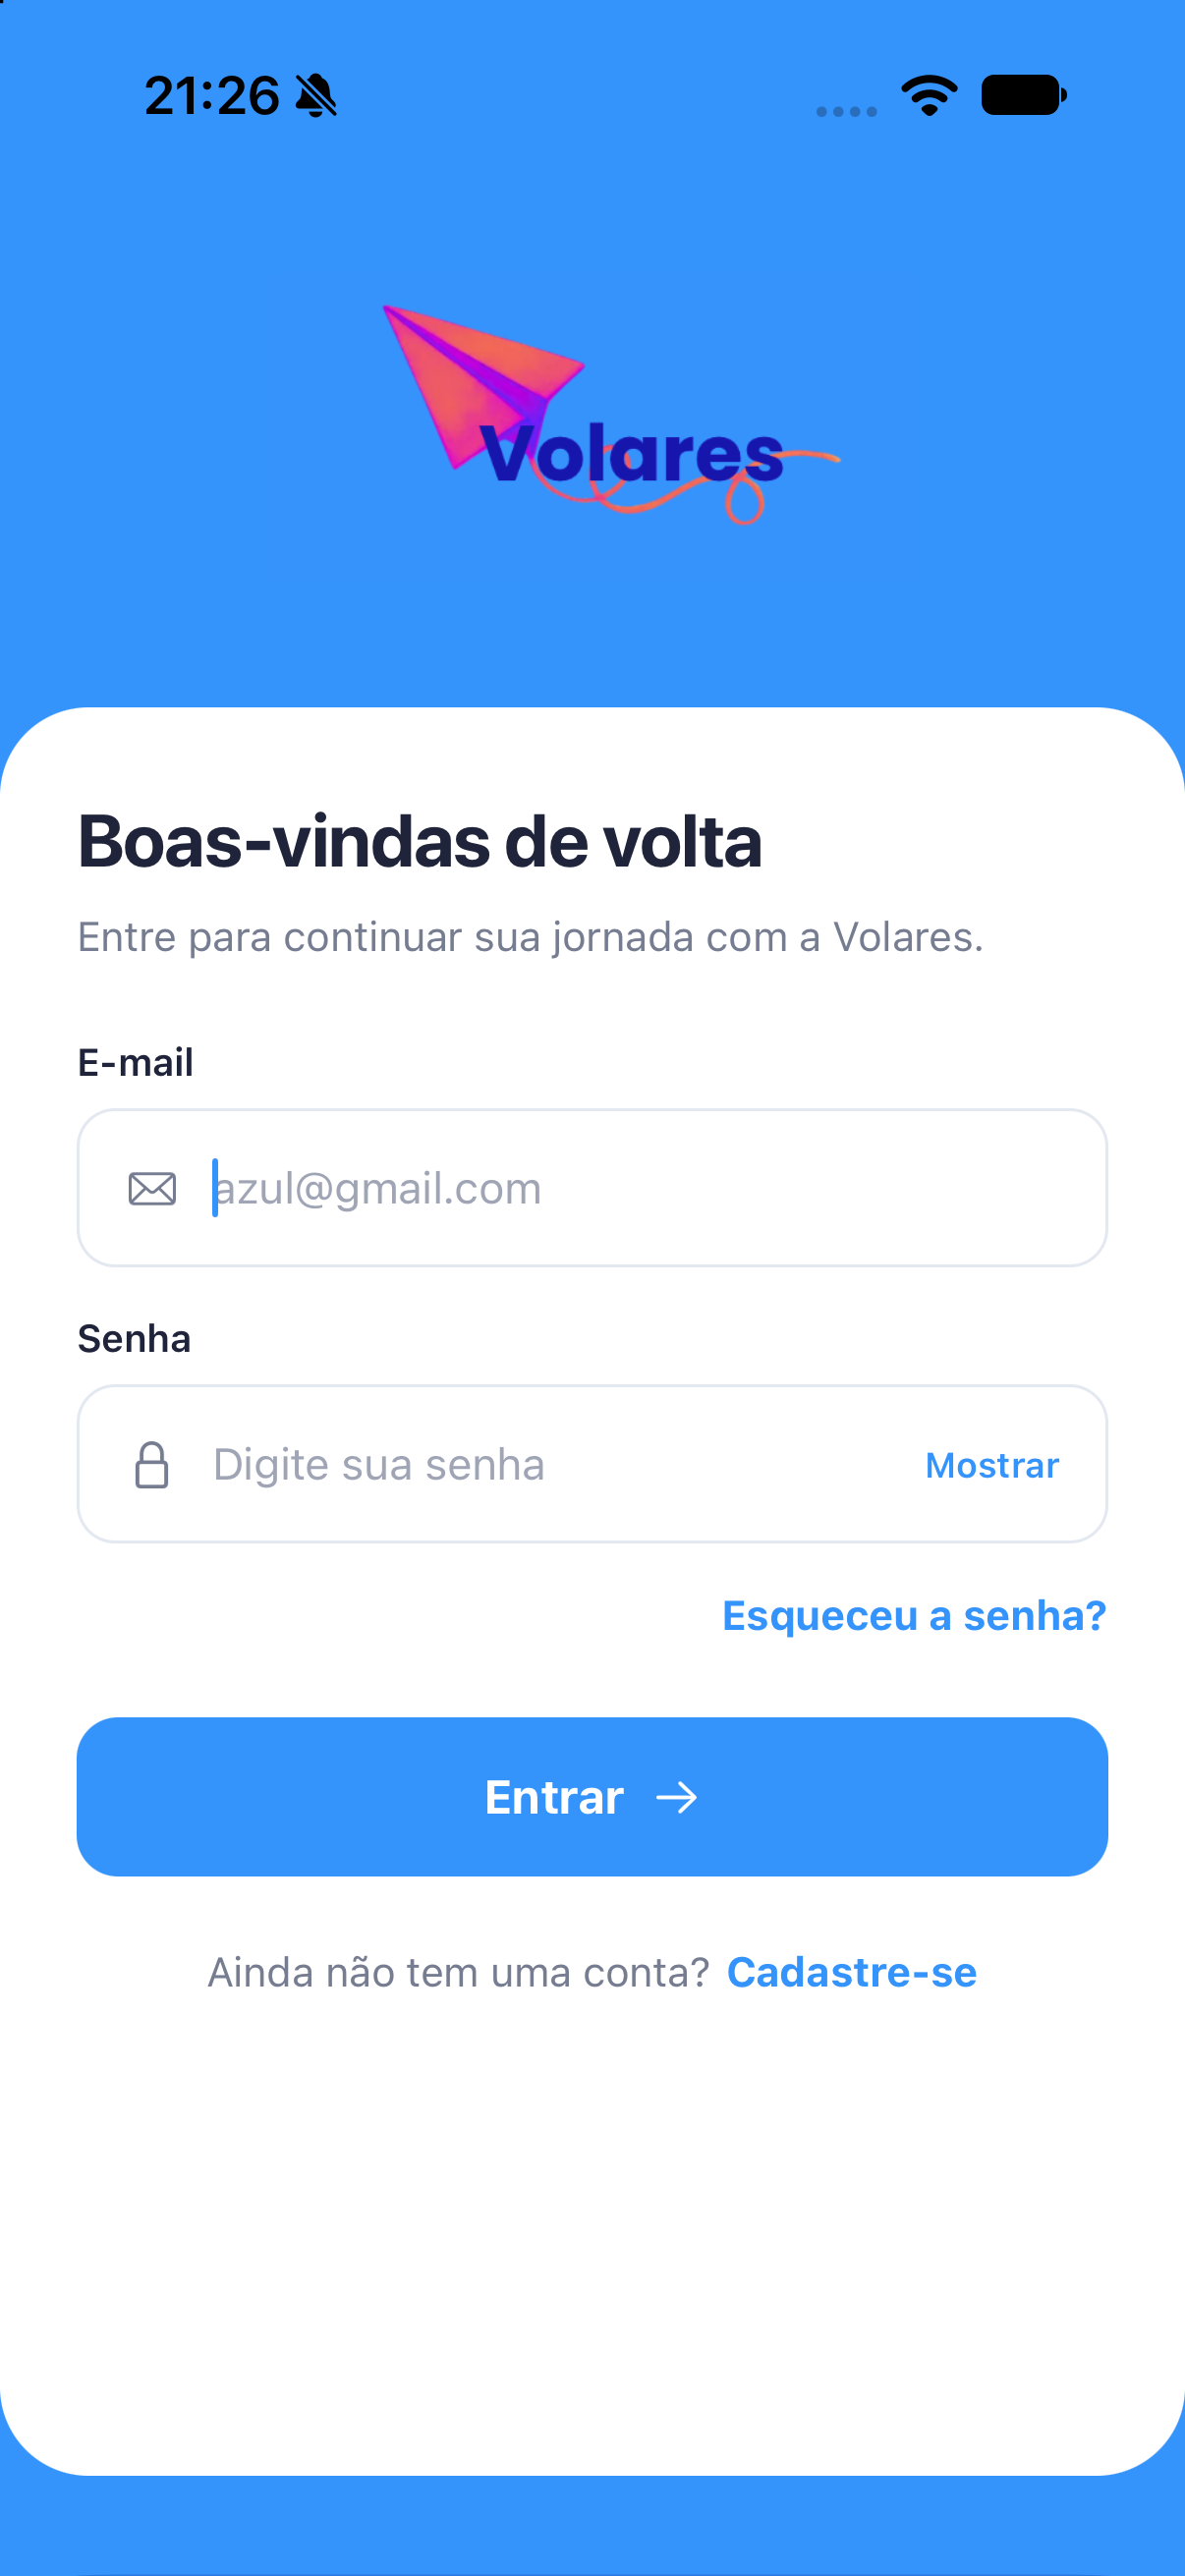 21:26
Volares
Boas-vindas de volta
Entre para continuar sua jornada com a Volares.
E-mail
azul@gmail.com
Senha
Digite sua senha
Mostrar
Esqueceu a senha?
Entrar →
Ainda não tem uma conta? Cadastre-se